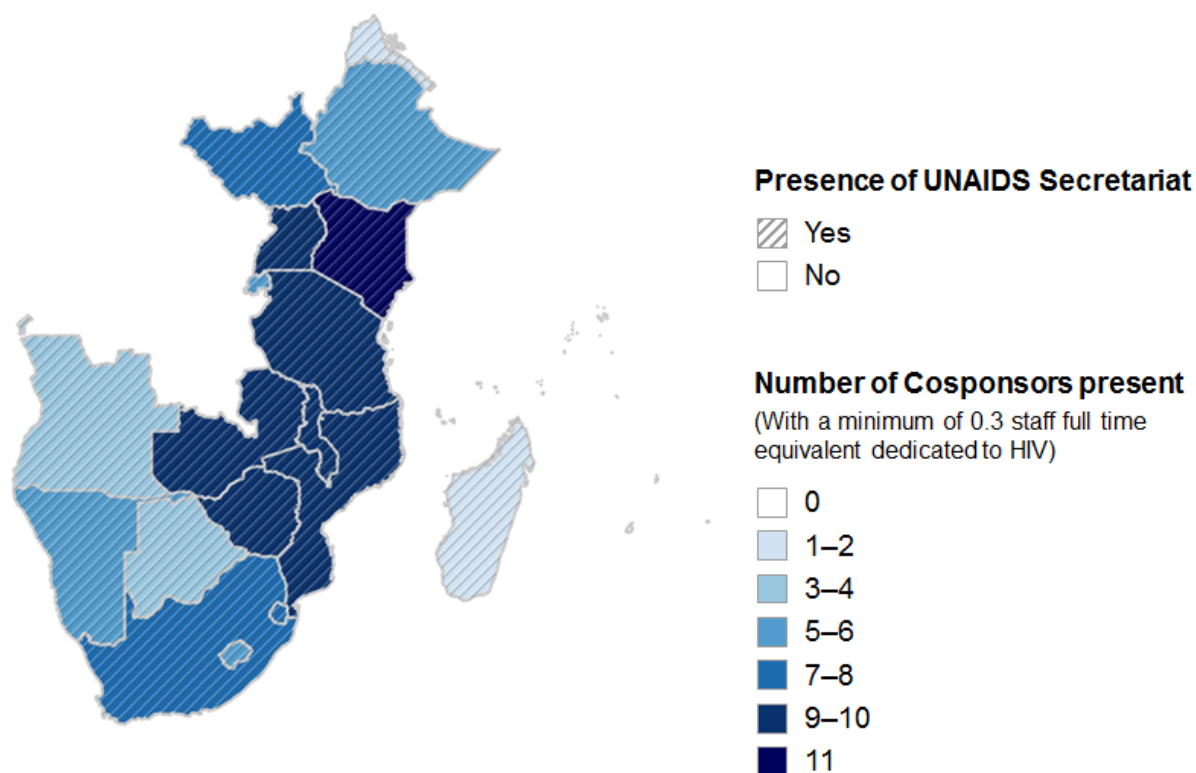 Presence of UNAIDS Secretariat
Yes
No
Number of Cosponsors present
(With a minimum of 0.3 staff full time
equivalent dedicated to HIV)
0
1–2
3–4
5–6
7–8
9–10
11